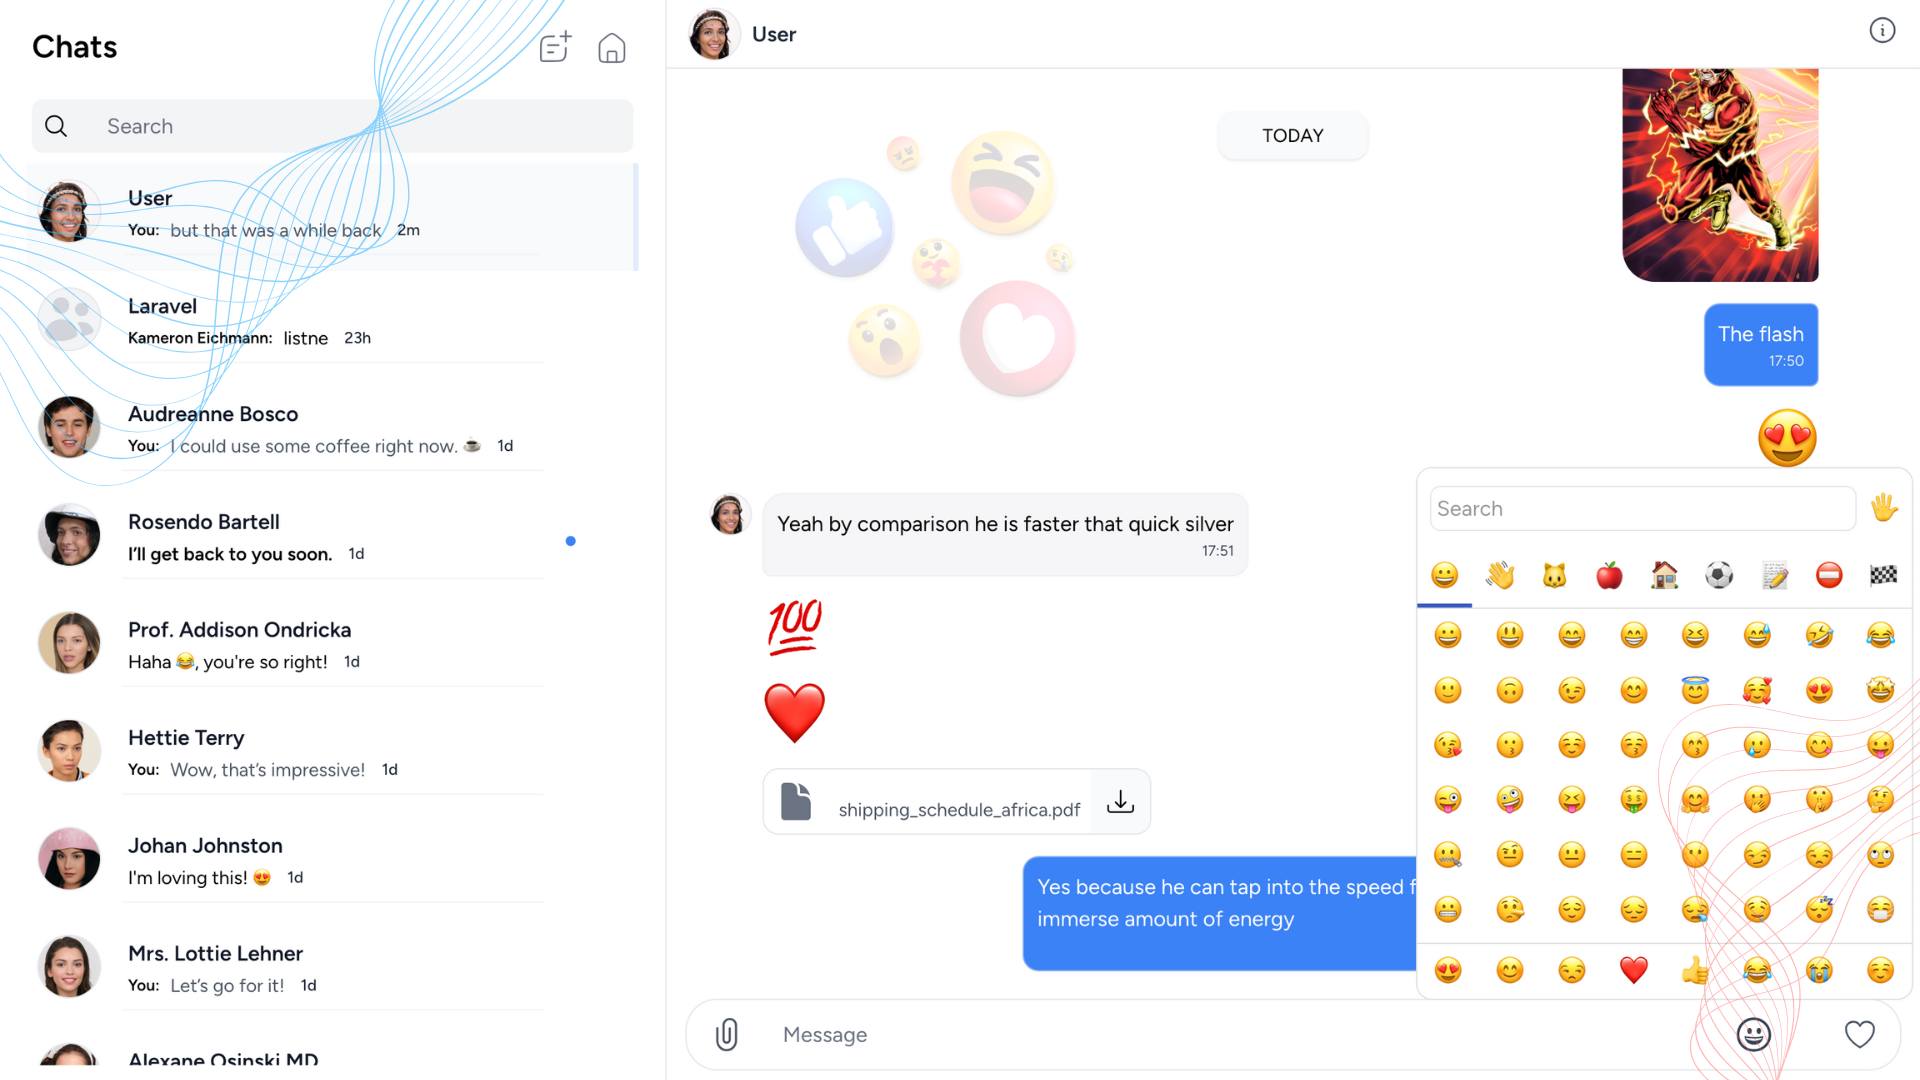 Chats
Search
User
You: but that was a while back 2m
Laravel
Kameron Eichmann: listne 23h
Audreanne Bosco
You: I could use some coffee right now. ☕ 1d
Rosendo Bartell
I'll get back to you soon. 1d
Prof. Addison Ondricka
Haha 😂, you're so right! 1d
Hettie Terry
You: Wow, that's impressive! 1d
Johan Johnston
I'm loving this! 😍 1d
Mrs. Lottie Lehner
You: Let's go for it! 1d
Alexane Osinski MD
User
TODAY
The flash
17:50
Yeah by comparison he is faster that quick silver
17:51
💯
shipping_schedule_africa.pdf
Yes because he can tap into the speed
immerse amount of energy
Search
Message